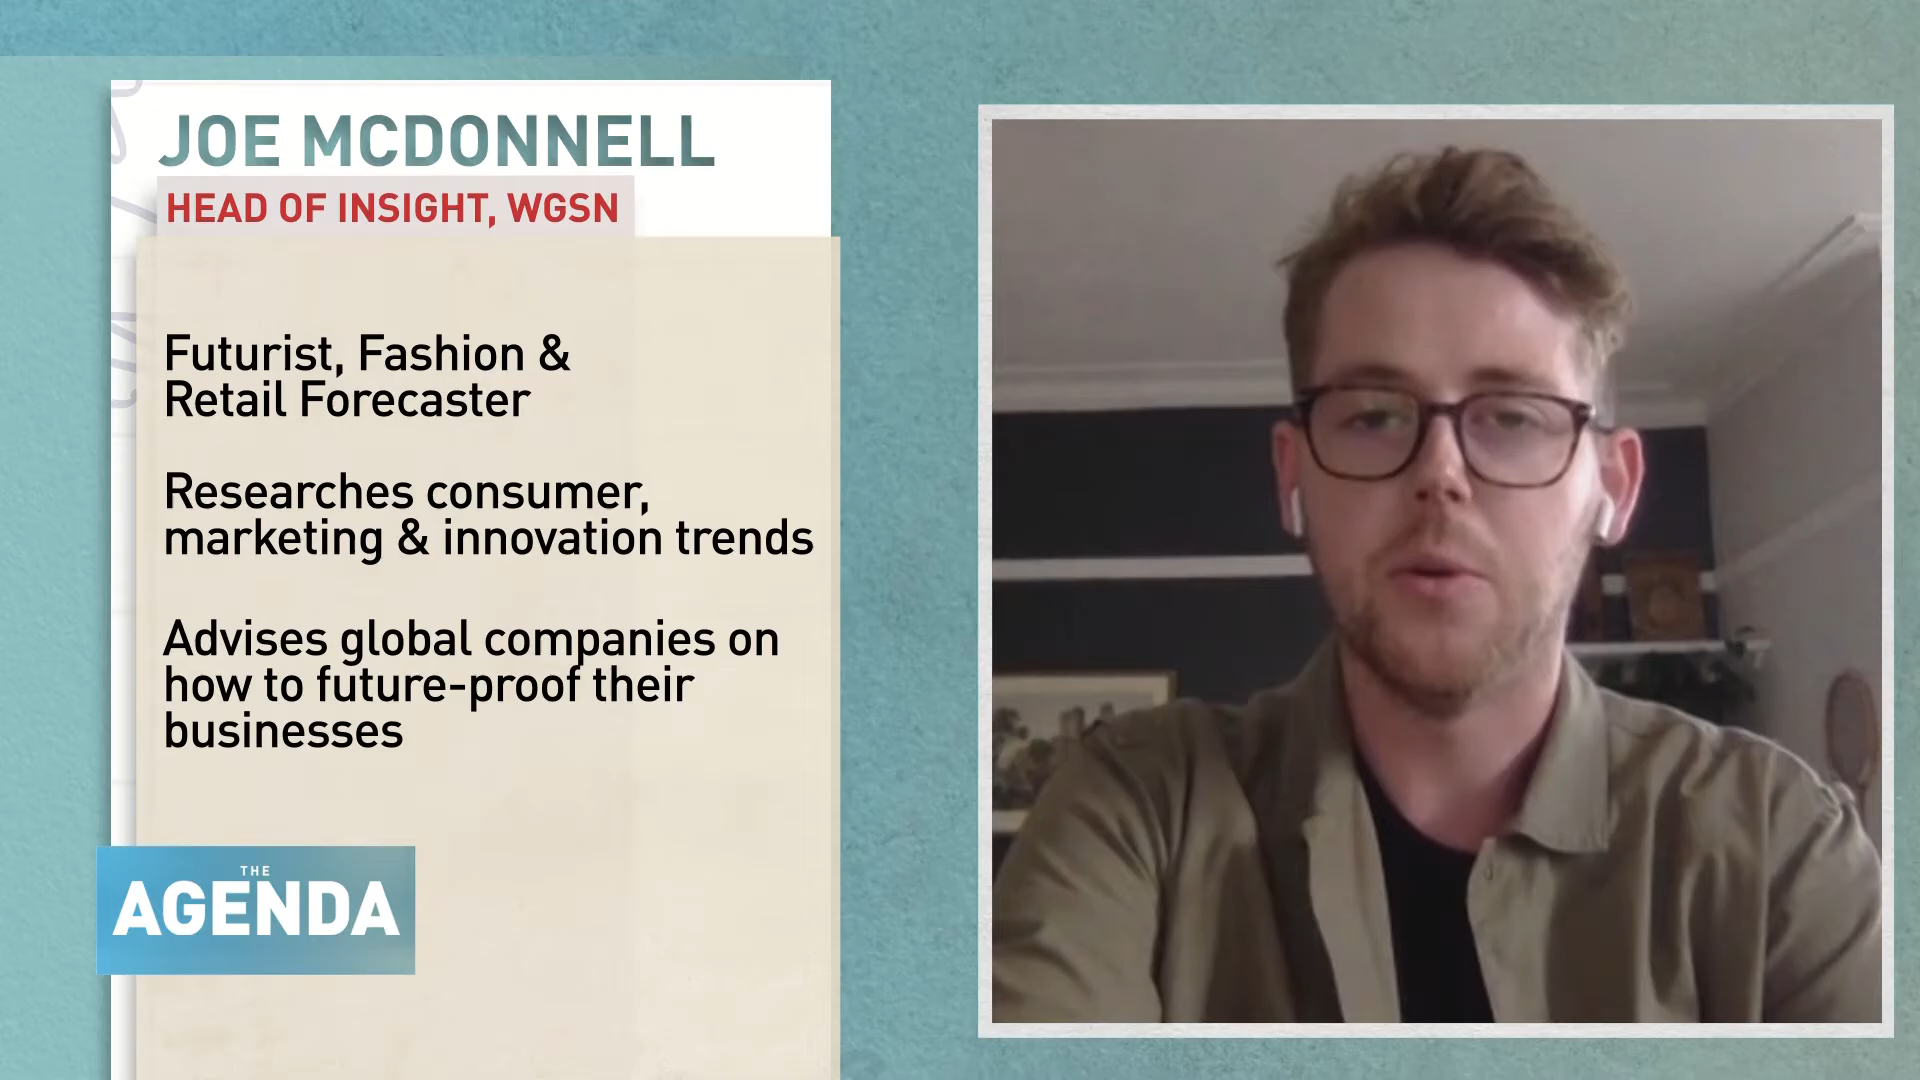 JOE MCDONNELL
HEAD OF INSIGHT, WGSN
Futurist, Fashion &
Retail Forecaster
Researches consumer,
marketing & innovation trends
Advises global companies on
how to future-proof their
businesses
THE
AGENDA